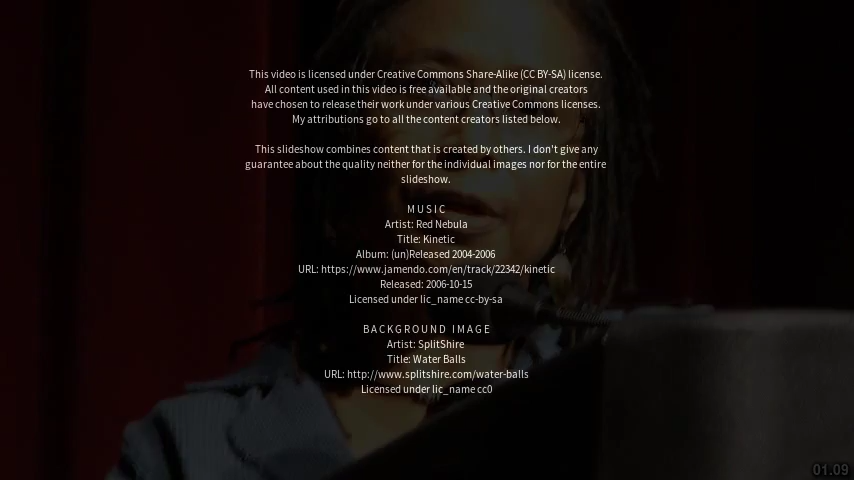 This video is licensed under Creative Commons Share-Alike (CC BY-SA) license.
All content used in this video is free available and the original creators
have chosen to release their work under various Creative Commons licenses.
My attributions go to all the content creators listed below.
This slideshow combines content that is created by others. I don't give any
guarantee about the quality neither for the individual images nor for the entire
slideshow.
MUSIC
Artist: Red Nebula
Title: Kinetic
Album: (un)Released 2004-2006
URL: https://www.jamendo.com/en/track/22342/kinetic
Released: 2006-10-15
Licensed under lic_name cc-by-sa
BACKGROUND IMAGE
Artist: SplitShire
Title: Water Balls
URL: http://www.splitshire.com/water-balls
Licensed under lic_name cc0
01.09